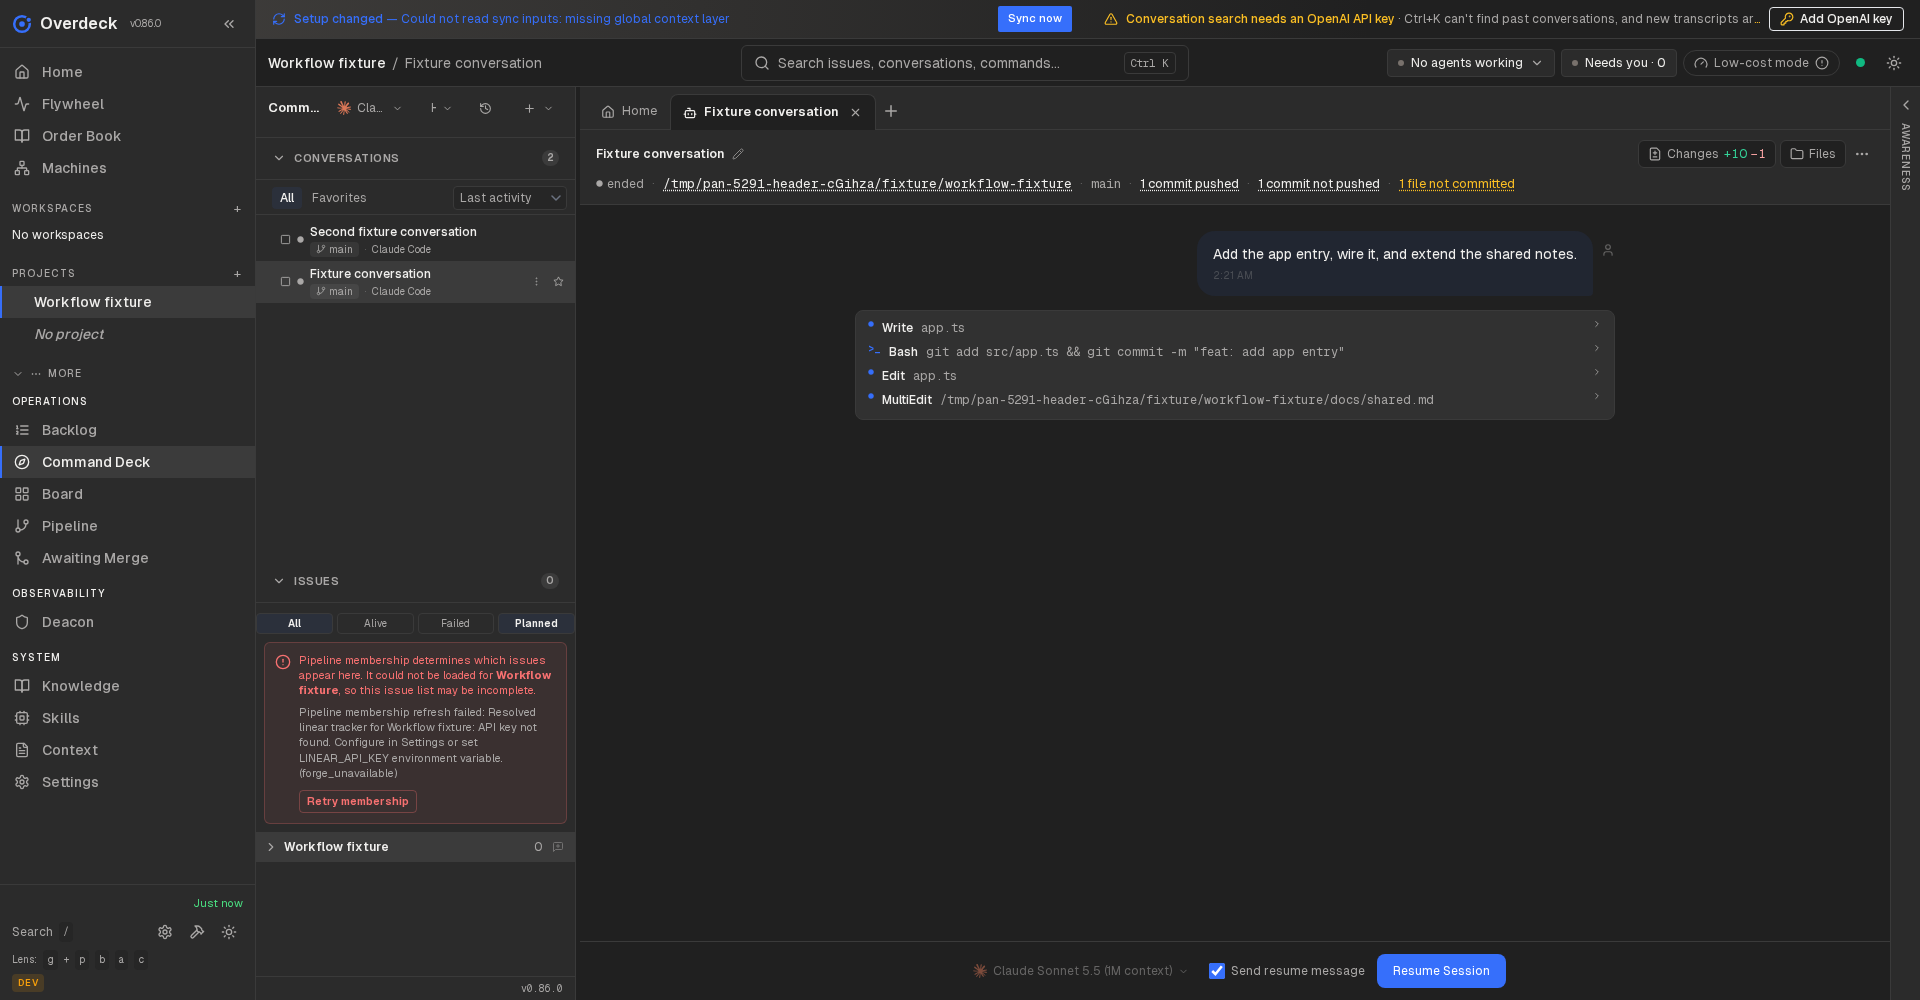 Overdeck v0.86.0
Setup changed — Could not read sync inputs: missing global context layer
Sync now
Conversation search needs an OpenAI API key · Ctrl+K can't find past conversations, and new transcripts ar…
Add OpenAI key
Workflow fixture / Fixture conversation
Search issues, conversations, commands...
Ctrl K
No agents working
Needs you · 0
Low-cost mode
Home
Flywheel
Order Book
Machines
WORKSPACES +
No workspaces
PROJECTS +
Workflow fixture
No project
MORE
OPERATIONS
Backlog
Command Deck
Board
Pipeline
Awaiting Merge
OBSERVABILITY
Deacon
SYSTEM
Knowledge
Skills
Context
Settings
Just now
Search /
Lens: g + p b a c
DEV
Comm...
Cla...
CONVERSATIONS 2
All Favorites
Last activity
Second fixture conversation
main · Claude Code
Fixture conversation
main · Claude Code
ISSUES 0
All Alive Failed Planned
Pipeline membership determines which issues
appear here. It could not be loaded for Workflow
fixture, so this issue list may be incomplete.
Pipeline membership refresh failed: Resolved
linear tracker for Workflow fixture: API key not
found. Configure in Settings or set
LINEAR_API_KEY environment variable.
(forge_unavailable)
Retry membership
Workflow fixture 0
v0.86.0
Home
Fixture conversation
Fixture conversation
Changes +10 −1
Files
ended · /tmp/pan-5291-header-cGihza/fixture/workflow-fixture · main · 1 commit pushed · 1 commit not pushed · 1 file not committed
Add the app entry, wire it, and extend the shared notes.
2:21 AM
Write app.ts
>_ Bash git add src/app.ts && git commit -m "feat: add app entry"
Edit app.ts
MultiEdit /tmp/pan-5291-header-cGihza/fixture/workflow-fixture/docs/shared.md
Claude Sonnet 5.5 (1M context)
Send resume message
Resume Session
AWARENESS